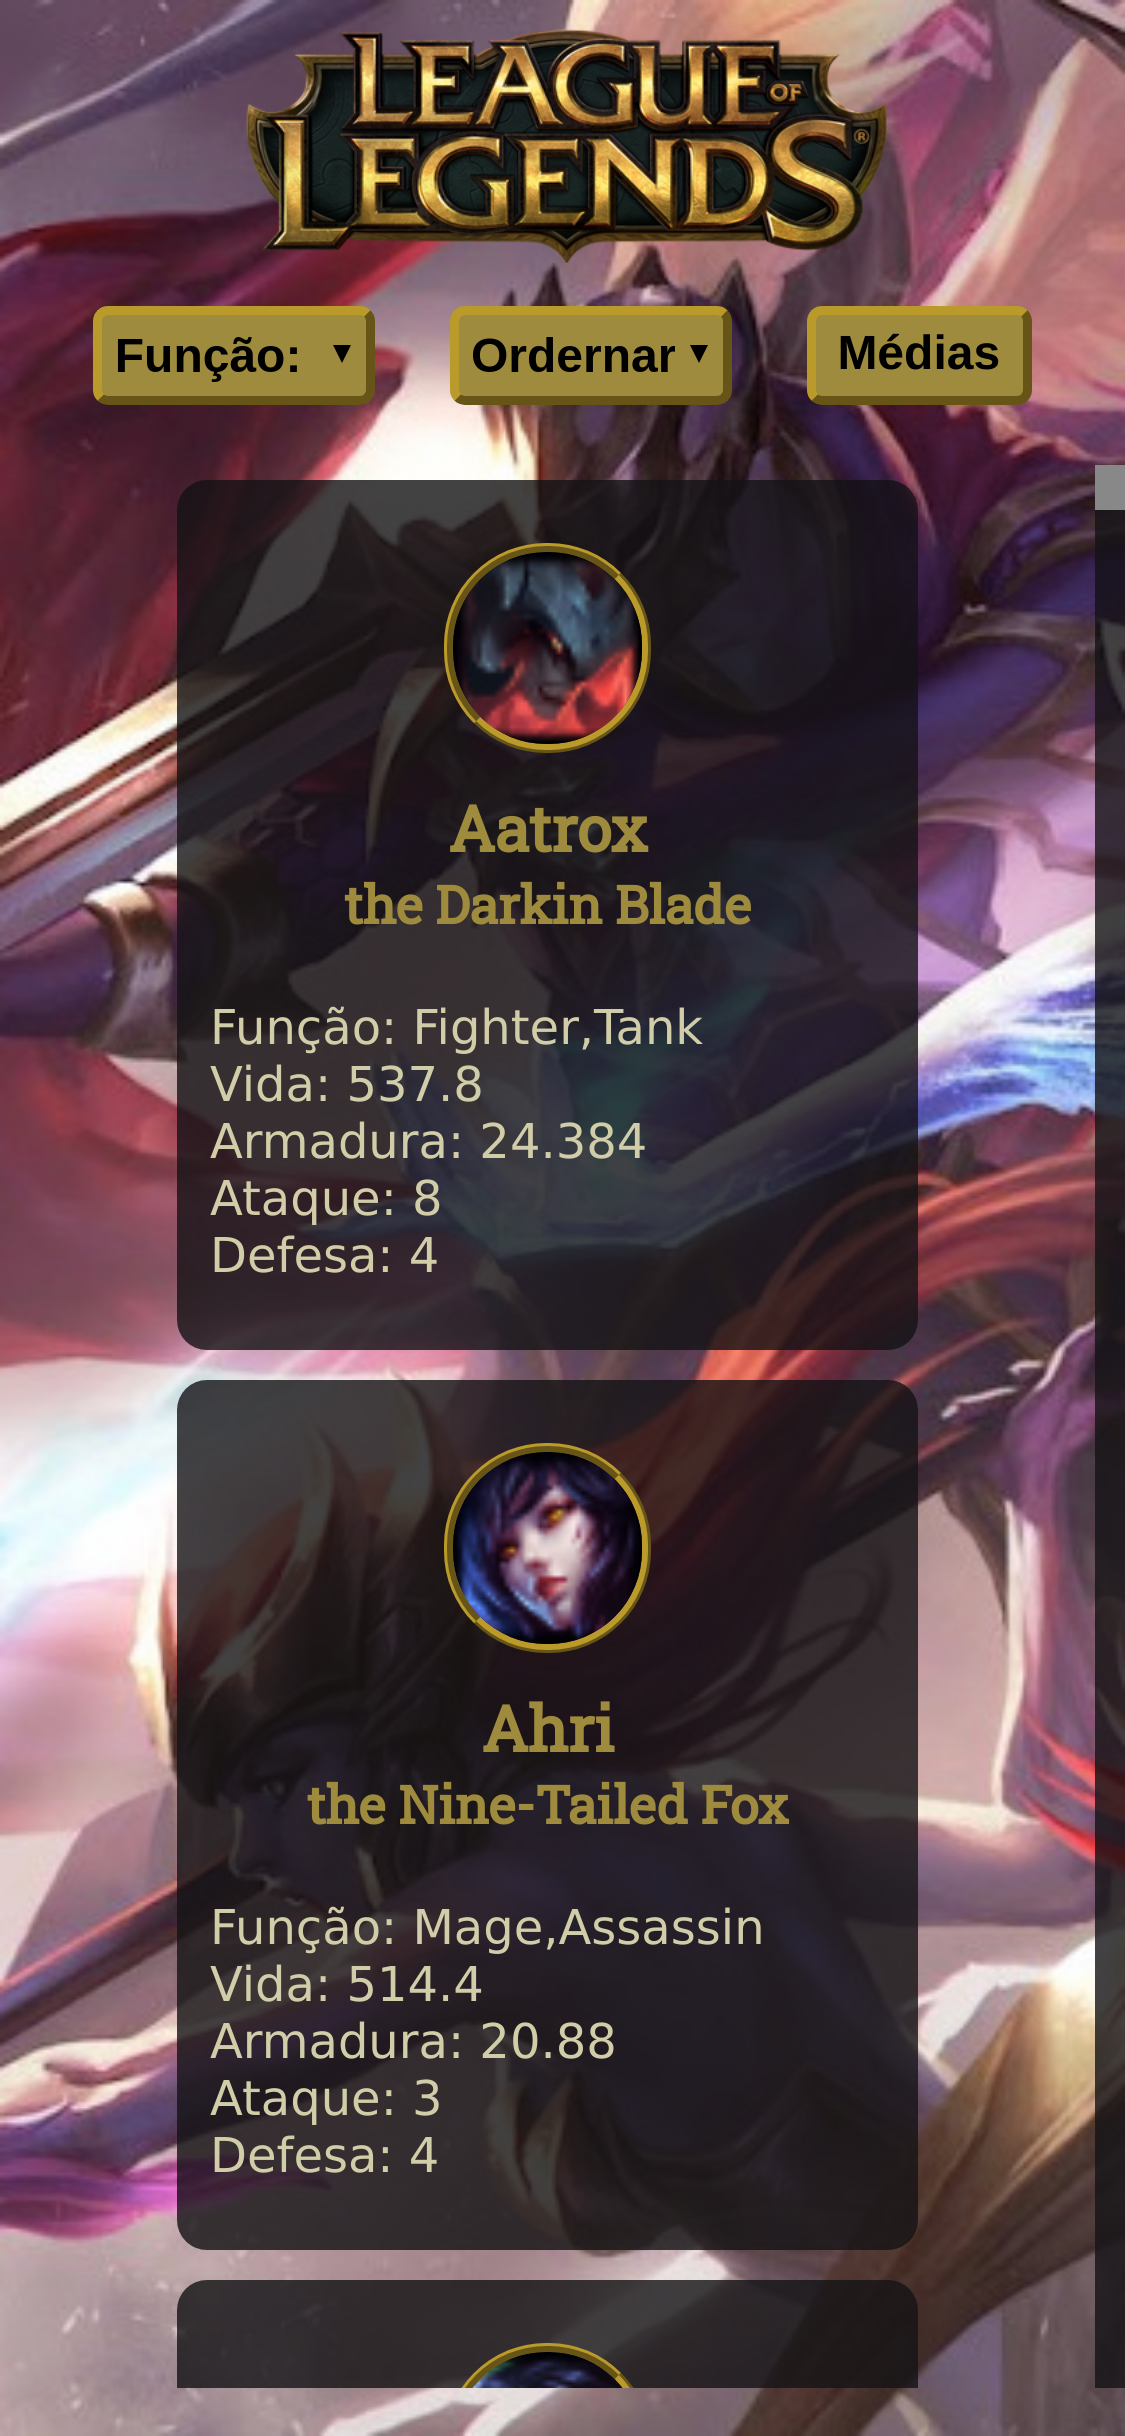 LEAGUE OF
LEGENDS®
Função: ▼
Ordernar ▼
Médias
Aatrox
the Darkin Blade
Função: Fighter,Tank
Vida: 537.8
Armadura: 24.384
Ataque: 8
Defesa: 4
Ahri
the Nine-Tailed Fox
Função: Mage,Assassin
Vida: 514.4
Armadura: 20.88
Ataque: 3
Defesa: 4